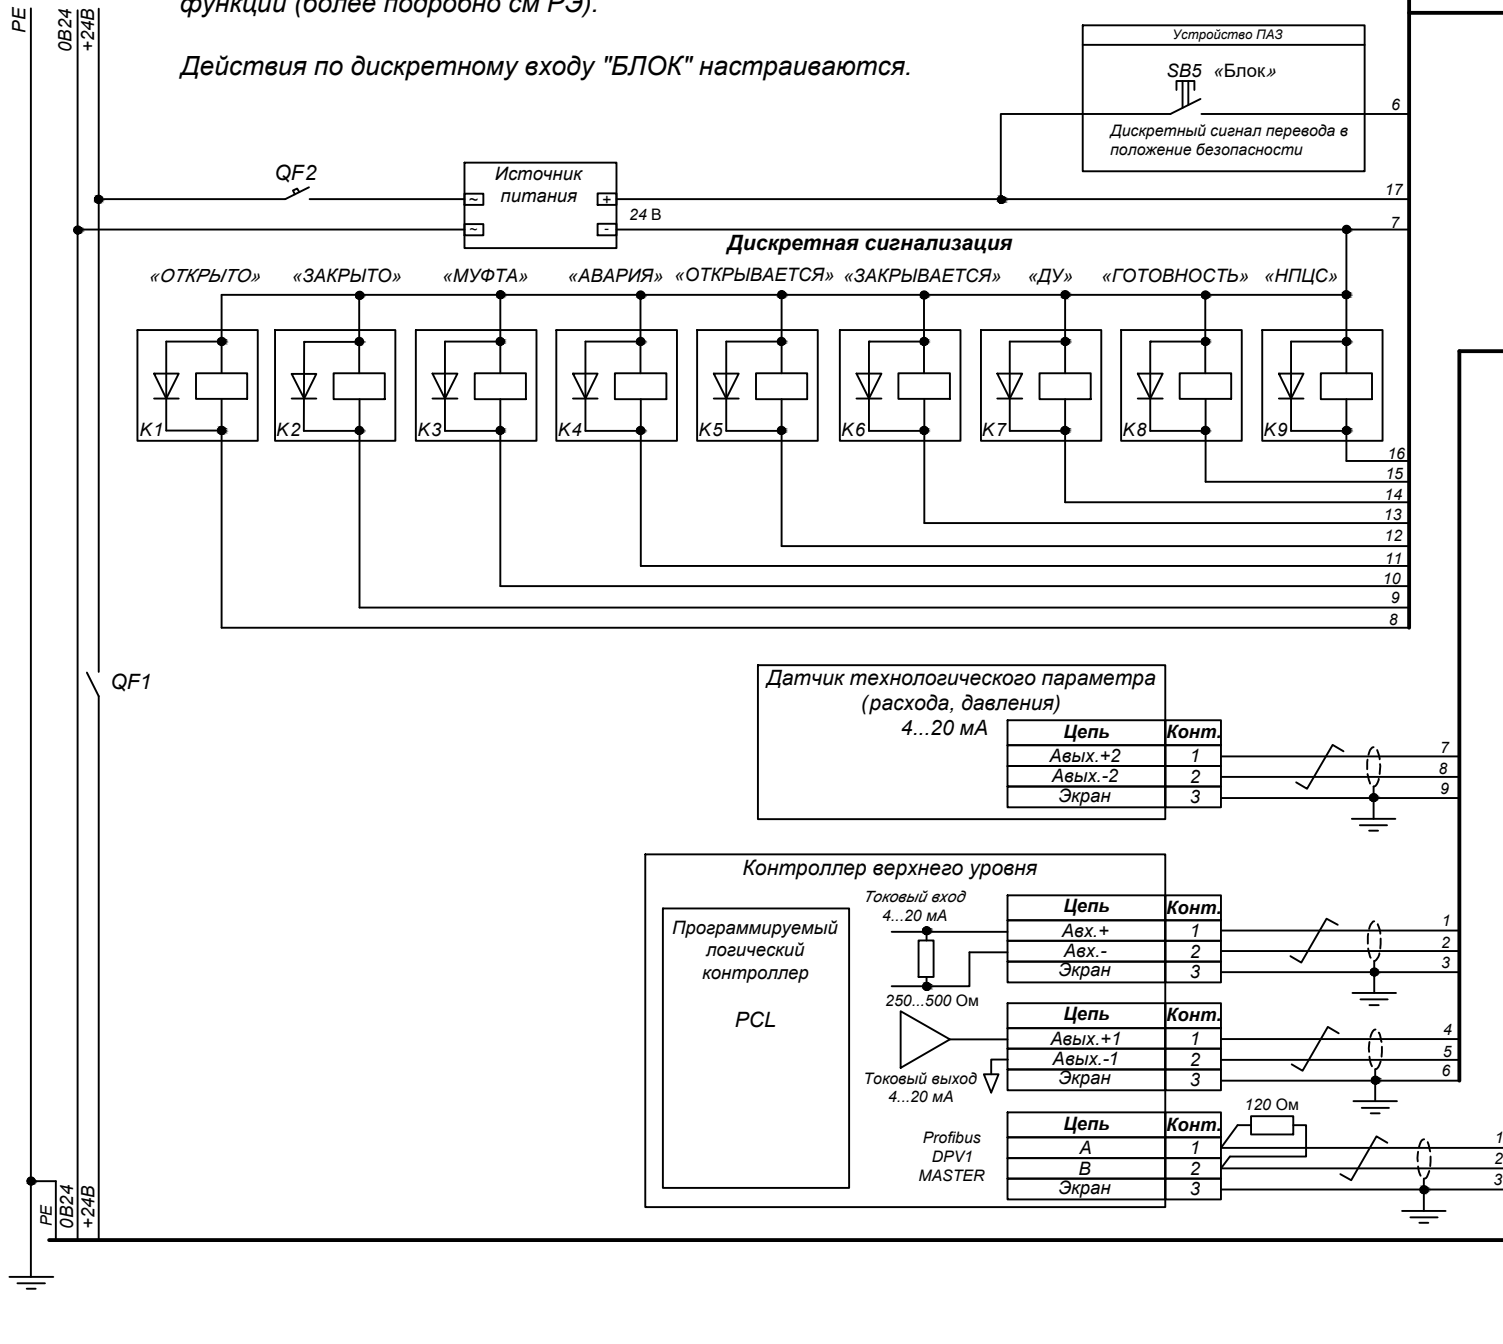 функции (более подробно см РЭ).
Действия по дискретному входу "БЛОК" настраиваются.
PE
0В24
+24В
Устройство ПАЗ
SB5 «Блок»
6
Дискретный сигнал перевода в
положение безопасности
QF2
Источник
питания
~
+
~
-
24 В
17
7
Дискретная сигнализация
«ОТКРЫТО» «ЗАКРЫТО» «МУФТА» «АВАРИЯ» «ОТКРЫВАЕТСЯ» «ЗАКРЫВАЕТСЯ» «ДУ» «ГОТОВНОСТЬ» «НПЦС»
K1 K2 K3 K4 K5 K6 K7 K8 K9
16
15
14
13
12
11
10
9
8
QF1
Датчик технологического параметра
(расхода, давления)
4...20 мА
Цепь Конт.
Авых.+2 1 7
Авых.-2 2 8
Экран 3 9
Контроллер верхнего уровня
Программируемый
логический
контроллер
PCL
Токовый вход
4...20 мА
250...500 Ом
Цепь Конт.
Авх.+ 1 1
Авх.- 2 2
Экран 3 3
Токовый выход
4...20 мА
Цепь Конт.
Авых.+1 1 4
Авых.-1 2 5
Экран 3 6
120 Ом
Profibus
DPV1
MASTER
Цепь Конт.
A 1 1
B 2 2
Экран 3 3
PE
0В24
+24В